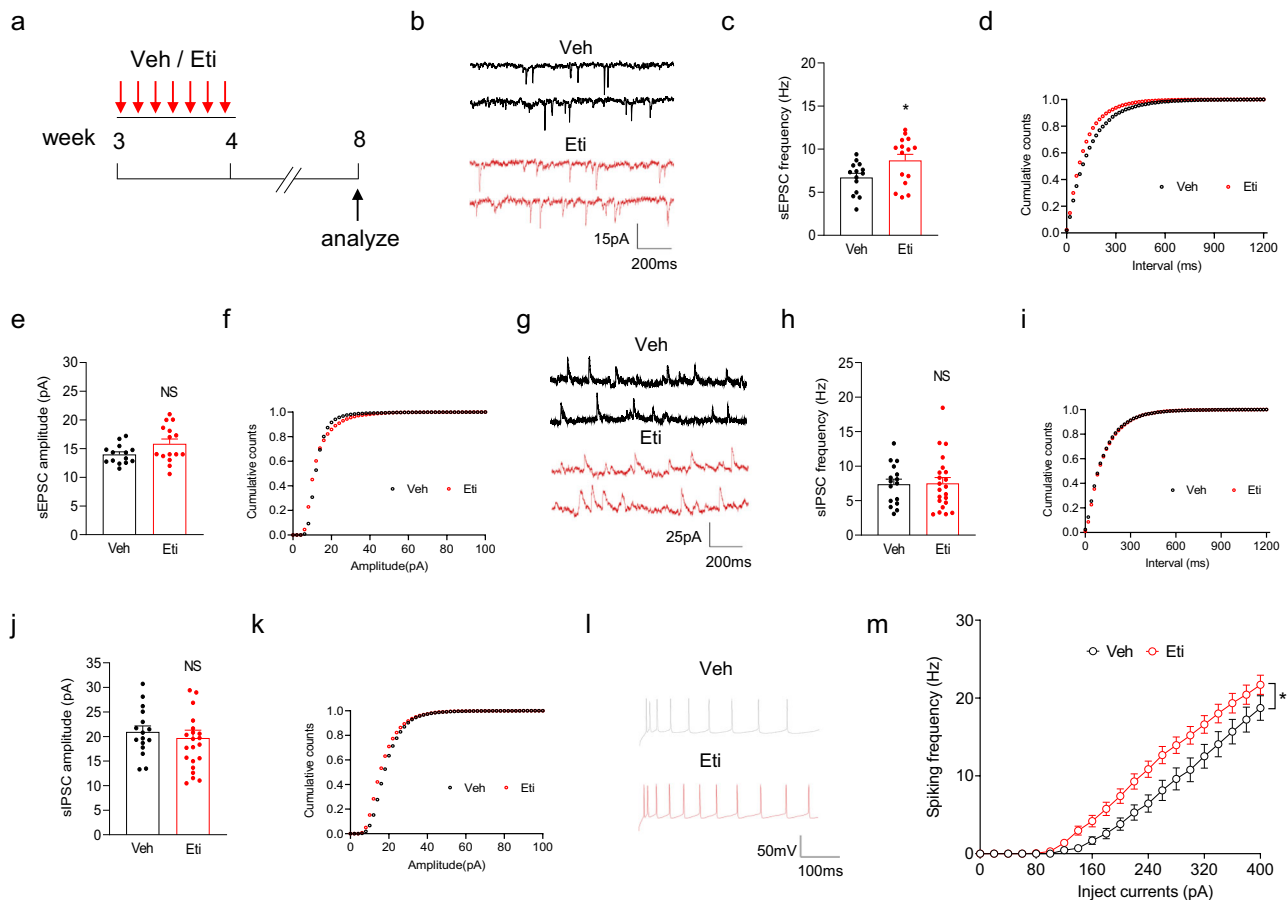 a
Veh / Eti
week 3 4 8
analyze
b
Veh
Eti
15pA
200ms
c
sEPSC frequency (Hz)
20
15
10
5
0
*
Veh Eti
d
Cumulative counts
1.0
0.8
0.6
0.4
0.2
0.0
Veh Eti
0 300 600 900 1200
Interval (ms)
e
sEPSC amplitude (pA)
30
25
20
15
10
5
0
NS
Veh Eti
f
Cumulative counts
1.0
0.8
0.6
0.4
0.2
0.0
Veh Eti
0 20 40 60 80 100
Amplitude(pA)
g
Veh
Eti
25pA
200ms
h
sIPSC frequency (Hz)
25
20
15
10
5
0
NS
Veh Eti
i
Cumulative counts
1.0
0.8
0.6
0.4
0.2
0.0
Veh Eti
0 300 600 900 1200
Interval (ms)
j
sIPSC amplitude (pA)
35
30
25
20
15
10
5
0
NS
Veh Eti
k
Cumulative counts
1.0
0.8
0.6
0.4
0.2
0.0
Veh Eti
0 20 40 60 80 100
Amplitude(pA)
l
Veh
Eti
50mV
100ms
m
Spiking frequency (Hz)
30
20
10
0
Veh Eti
*
0 80 160 240 320 400
Inject currents (pA)